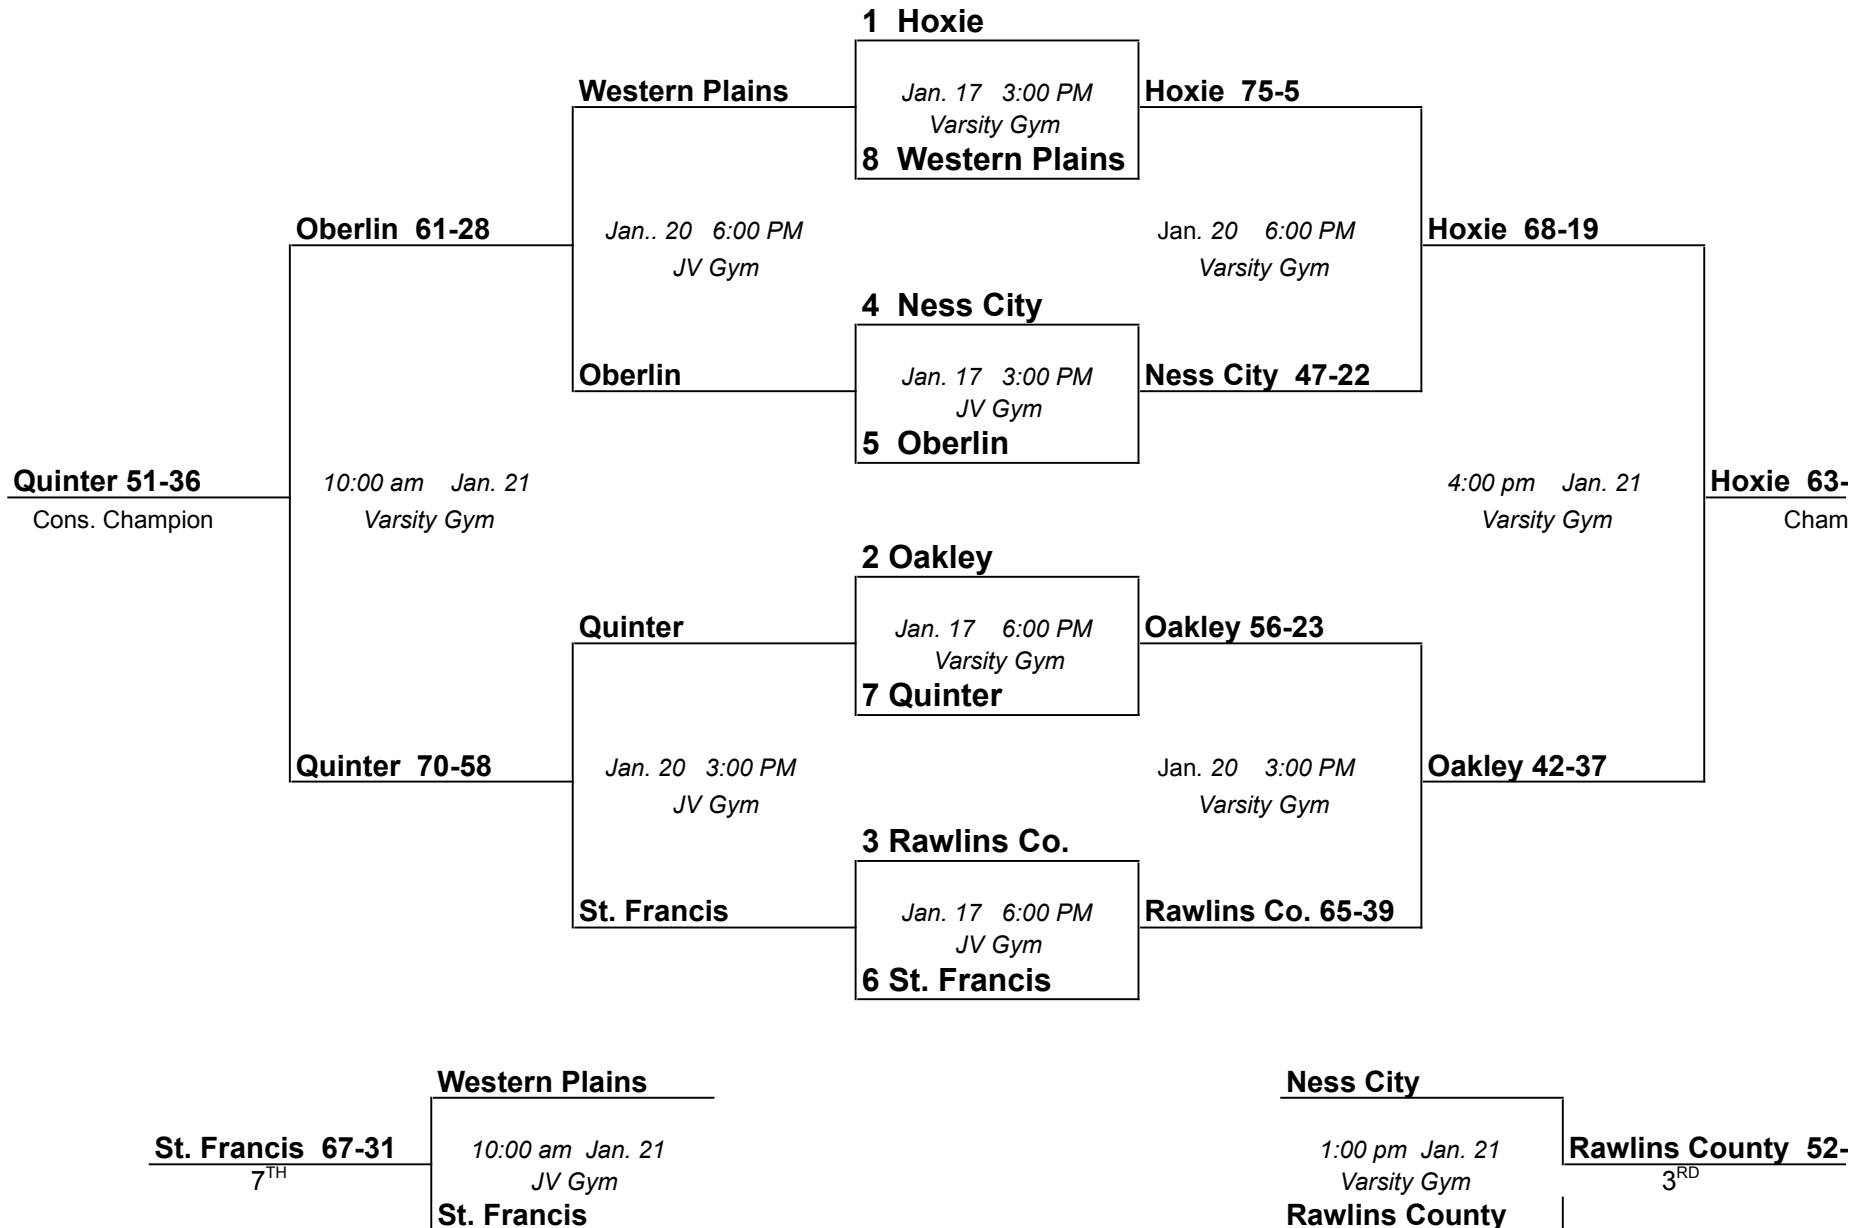 1 Hoxie
Western Plains
Jan. 17 3:00 PM
Hoxie 75-5
Varsity Gym
8 Western Plains
Oberlin 61-28
Jan.. 20 6:00 PM
Jan. 20 6:00 PM
Hoxie 68-19
JV Gym
Varsity Gym
4 Ness City
Oberlin
Jan. 17 3:00 PM
Ness City 47-22
JV Gym
5 Oberlin
Quinter 51-36
10:00 am Jan. 21
4:00 pm Jan. 21
Hoxie 63-
Cons. Champion
Varsity Gym
Varsity Gym
Cham
2 Oakley
Quinter
Jan. 17 6:00 PM
Oakley 56-23
Varsity Gym
7 Quinter
Quinter 70-58
Jan. 20 3:00 PM
Jan. 20 3:00 PM
Oakley 42-37
JV Gym
Varsity Gym
3 Rawlins Co.
St. Francis
Jan. 17 6:00 PM
Rawlins Co. 65-39
JV Gym
6 St. Francis
Western Plains
Ness City
St. Francis 67-31
10:00 am Jan. 21
1:00 pm Jan. 21
Rawlins County 52-
7TH
JV Gym
Varsity Gym
3RD
St. Francis
Rawlins County